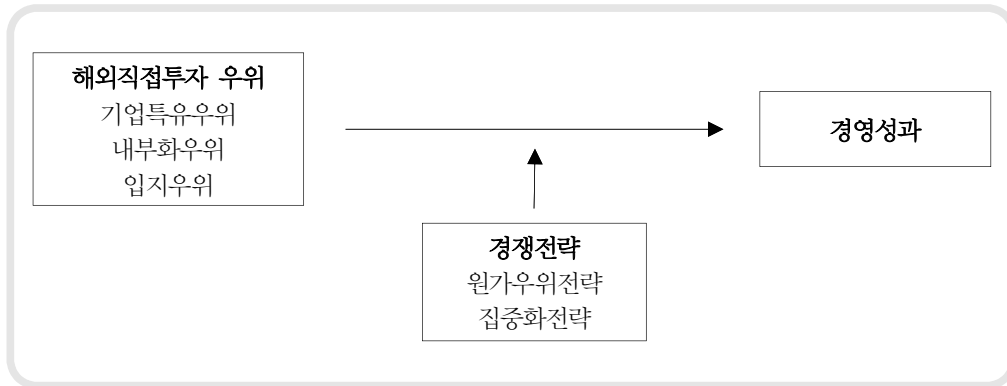 해외직접투자 우위
기업특유우위
내부화우위
입지우위
경영성과
경쟁전략
원가우위전략
집중화전략